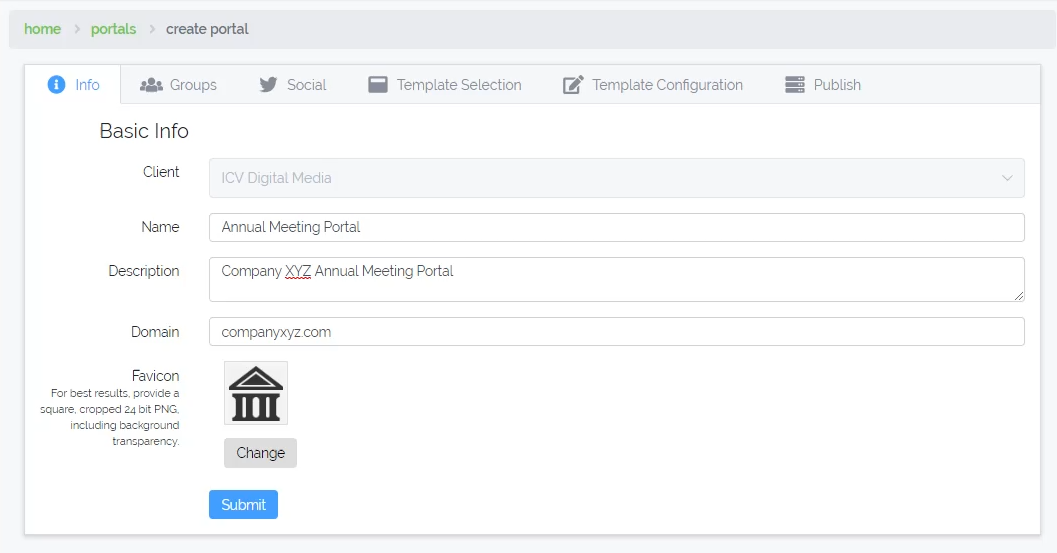 home > portals > create portal
Info Groups Social Template Selection Template Configuration Publish
Basic Info
Client ICV Digital Media
Name Annual Meeting Portal
Description Company XYZ Annual Meeting Portal
Domain companyxyz.com
Favicon
For best results, provide a
square, cropped 24 bit PNG,
including background
transparency.
Change
Submit